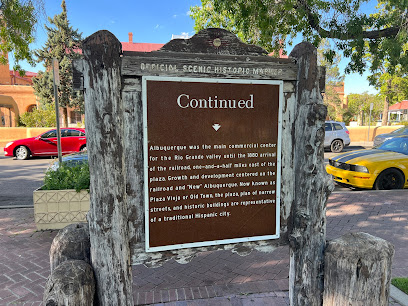 OFFICIAL SCENIC HISTORIC MARKER
Continued
Albuquerque was the main commercial center
for the Rio Grande valley until the 1880 arrival
of the railroad, one-and-a-half miles east of the
plaza. Growth and development centered on the
railroad and "New" Albuquerque. Now known as
Plaza Viejo or Old Town, the plaza, plan of narrow
streets, and historic buildings are representative
of a traditional Hispanic city.